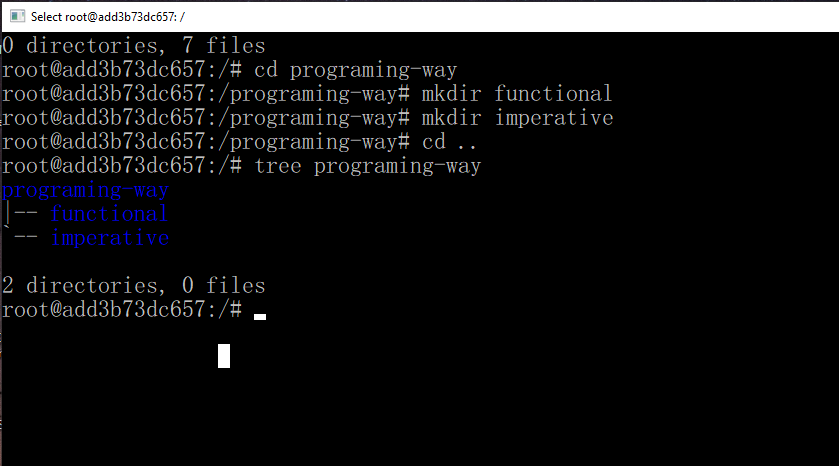 Select root@add3b73dc657: /
0 directories, 7 files
root@add3b73dc657:/# cd programing-way
root@add3b73dc657:/programing-way# mkdir functional
root@add3b73dc657:/programing-way# mkdir imperative
root@add3b73dc657:/programing-way# cd ..
root@add3b73dc657:/# tree programing-way
programing-way
|-- functional
`-- imperative
2 directories, 0 files
root@add3b73dc657:/#